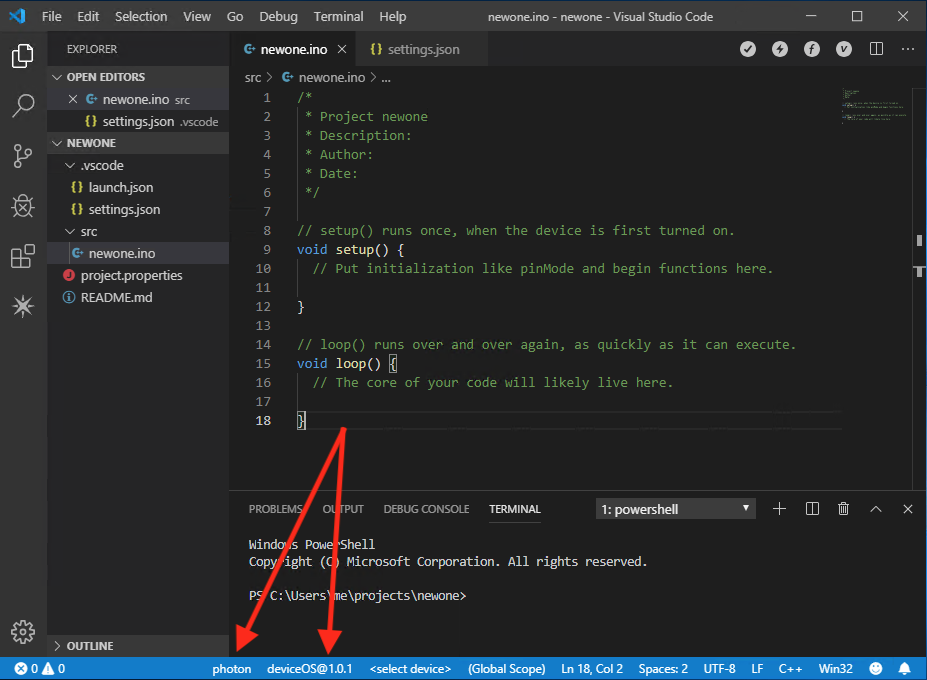 File Edit Selection View Go Debug Terminal Help newone.ino - newone - Visual Studio Code
EXPLORER
OPEN EDITORS
newone.ino src
settings.json .vscode
NEWONE
.vscode
launch.json
settings.json
src
newone.ino
project.properties
README.md
OUTLINE
newone.ino settings.json
src > newone.ino > ...
1 /*
2 * Project newone
3 * Description:
4 * Author:
5 * Date:
6 */
7
8 // setup() runs once, when the device is first turned on.
9 void setup() {
10 // Put initialization like pinMode and begin functions here.
11
12 }
13
14 // loop() runs over and over again, as quickly as it can execute.
15 void loop() {
16 // The core of your code will likely live here.
17
18 }
PROBLEMS OUTPUT DEBUG CONSOLE TERMINAL 1: powershell
Windows PowerShell
Copyright (C) Microsoft Corporation. All rights reserved.
PS C:\Users\me\projects\newone>
0 0 photon deviceOS@1.0.1 <select device> (Global Scope) Ln 18, Col 2 Spaces: 2 UTF-8 LF C++ Win32